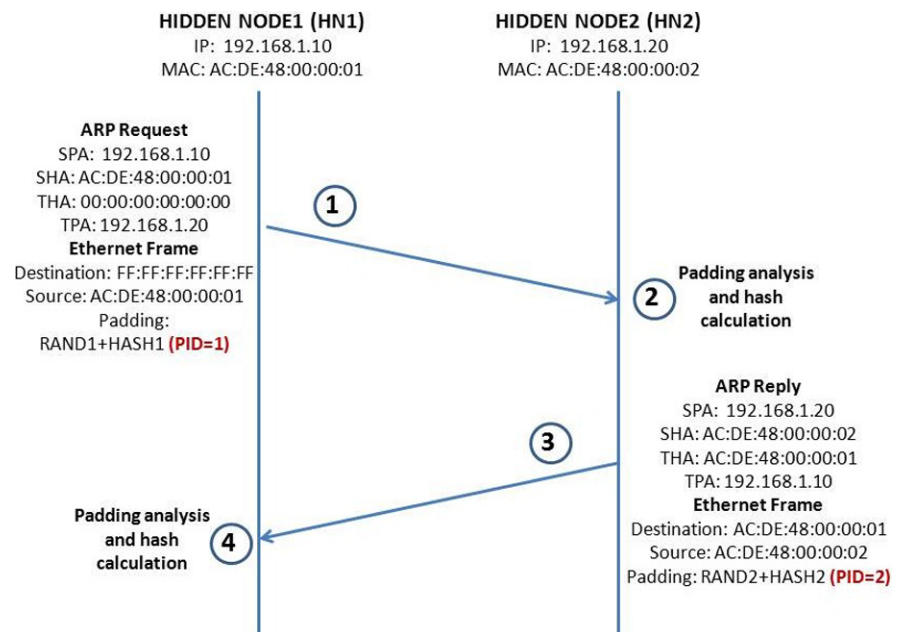 HIDDEN NODE1 (HN1)
IP: 192.168.1.10
MAC: AC:DE:48:00:00:01
HIDDEN NODE2 (HN2)
IP: 192.168.1.20
MAC: AC:DE:48:00:00:02
ARP Request
SPA: 192.168.1.10
SHA: AC:DE:48:00:00:01
THA: 00:00:00:00:00:00
TPA: 192.168.1.20
Ethernet Frame
Destination: FF:FF:FF:FF:FF:FF
Source: AC:DE:48:00:00:01
Padding:
RAND1+HASH1 (PID=1)
1
2
Padding analysis
and hash
calculation
3
ARP Reply
SPA: 192.168.1.20
SHA: AC:DE:48:00:00:02
THA: AC:DE:48:00:00:01
TPA: 192.168.1.10
Ethernet Frame
Destination: AC:DE:48:00:00:01
Source: AC:DE:48:00:00:02
Padding: RAND2+HASH2 (PID=2)
Padding analysis
and hash
calculation
4